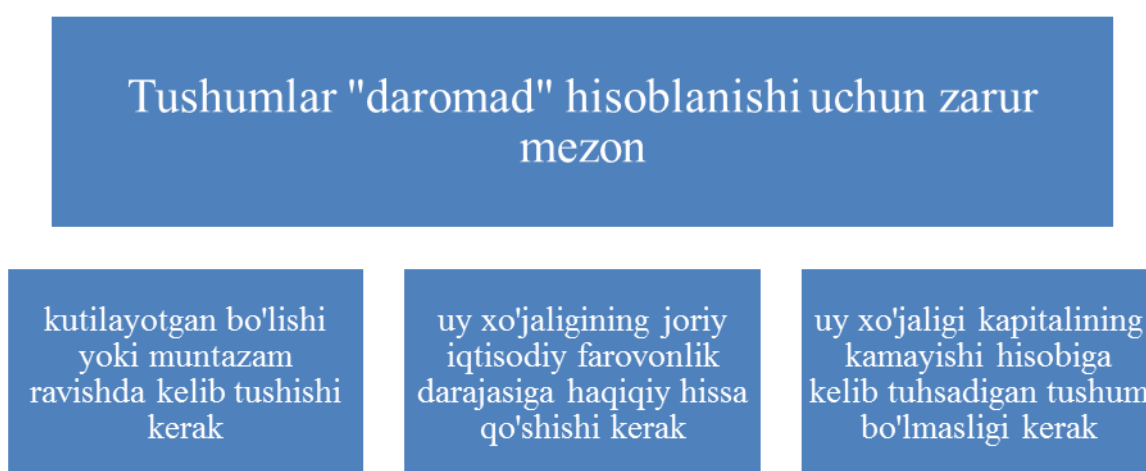 Tushumlar "daromad" hisoblanishi uchun zarur
mezon
kutilayotgan bo'lishi
yoki muntazam
ravishda kelib tushishi
kerak
uy xo'jaligining joriy
iqtisodiy farovonlik
darajasiga haqiqiy hissa
qo'shishi kerak
uy xo'jaligi kapitalining
kamayishi hisobiga
kelib tuhsadigan tushum
bo'lmasligi kerak